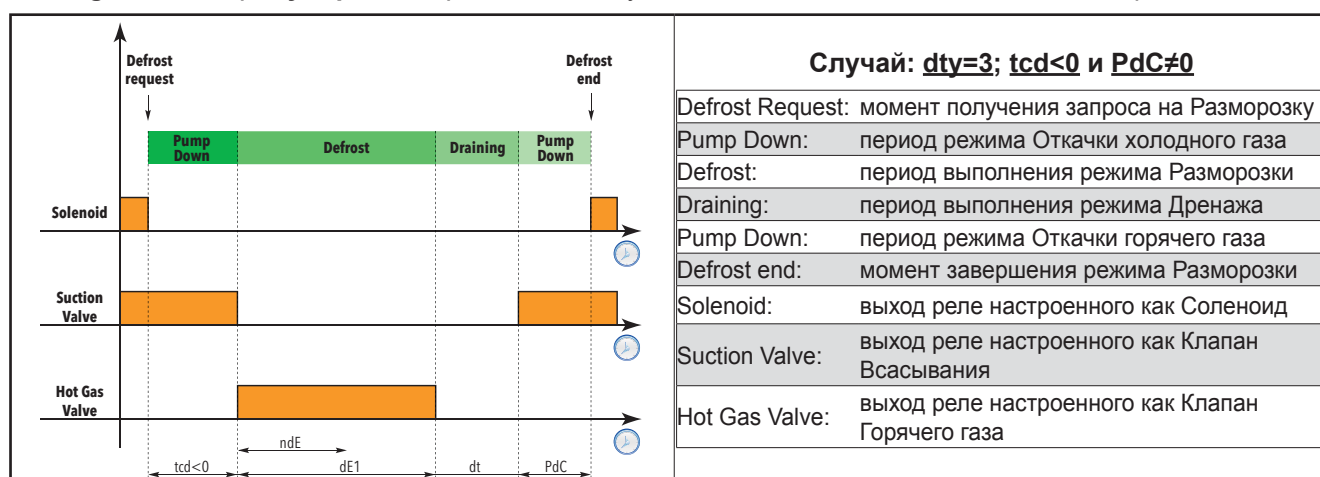 Defrost
request
Defrost
end
Pump
Down
Defrost
Draining
Pump
Down
Solenoid
Suction
Valve
Hot Gas
Valve
ndE
tcd<0
dE1
dt
PdC
Случай: dty=3; tcd<0 и PdC≠0
Defrost Request: момент получения запроса на Разморозку
Pump Down: период режима Откачки холодного газа
Defrost: период выполнения режима Разморозки
Draining: период выполнения режима Дренажа
Pump Down: период режима Откачки горячего газа
Defrost end: момент завершения режима Разморозки
Solenoid: выход реле настроенного как Соленоид
Suction Valve: выход реле настроенного как Клапан
Всасывания
Hot Gas Valve: выход реле настроенного как Клапан
Горячего газа